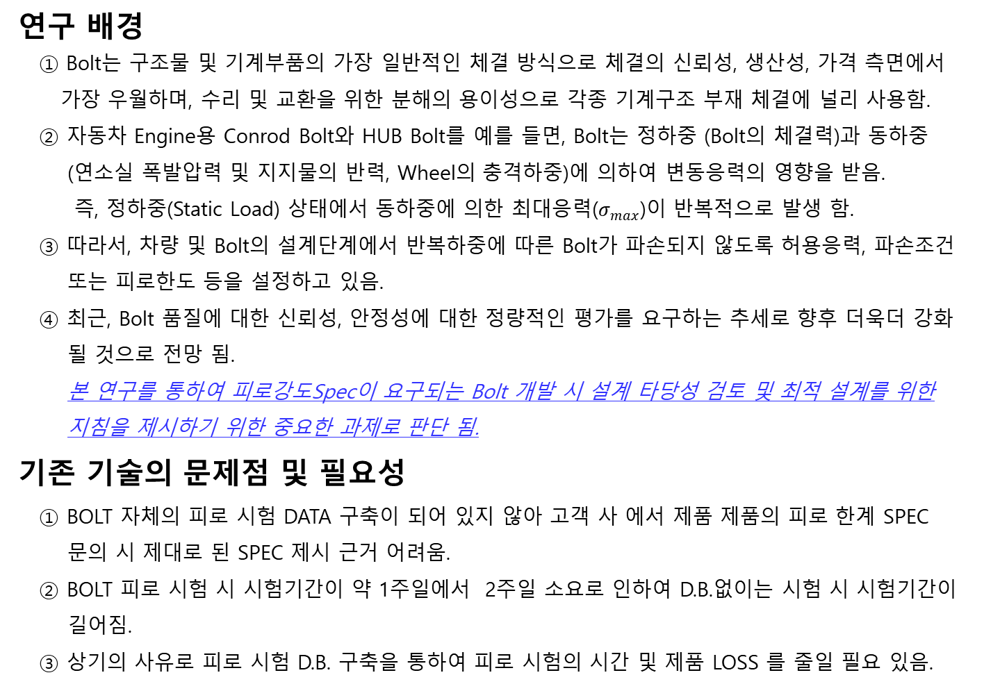 연구 배경
① Bolt는 구조물 및 기계부품의 가장 일반적인 체결 방식으로 체결의 신뢰성, 생산성, 가격 측면에서
가장 우월하며, 수리 및 교환을 위한 분해의 용이성으로 각종 기계구조 부재 체결에 널리 사용함.
② 자동차 Engine용 Conrod Bolt와 HUB Bolt를 예를 들면, Bolt는 정하중 (Bolt의 체결력)과 동하중
(연소실 폭발압력 및 지지물의 반력, Wheel의 충격하중)에 의하여 변동응력의 영향을 받음.
즉, 정하중(Static Load) 상태에서 동하중에 의한 최대응력(σ_max)이 반복적으로 발생 함.
③ 따라서, 차량 및 Bolt의 설계단계에서 반복하중에 따른 Bolt가 파손되지 않도록 허용응력, 파손조건
또는 피로한도 등을 설정하고 있음.
④ 최근, Bolt 품질에 대한 신뢰성, 안정성에 대한 정량적인 평가를 요구하는 추세로 향후 더욱더 강화
될 것으로 전망 됨.
본 연구를 통하여 피로강도Spec이 요구되는 Bolt 개발 시 설계 타당성 검토 및 최적 설계를 위한
지침을 제시하기 위한 중요한 과제로 판단 됨.
기존 기술의 문제점 및 필요성
① BOLT 자체의 피로 시험 DATA 구축이 되어 있지 않아 고객 사 에서 제품 제품의 피로 한계 SPEC
문의 시 제대로 된 SPEC 제시 근거 어려움.
② BOLT 피로 시험 시 시험기간이 약 1주일에서 2주일 소요로 인하여 D.B.없이는 시험 시 시험기간이
길어짐.
③ 상기의 사유로 피로 시험 D.B. 구축을 통하여 피로 시험의 시간 및 제품 LOSS 를 줄일 필요 있음.